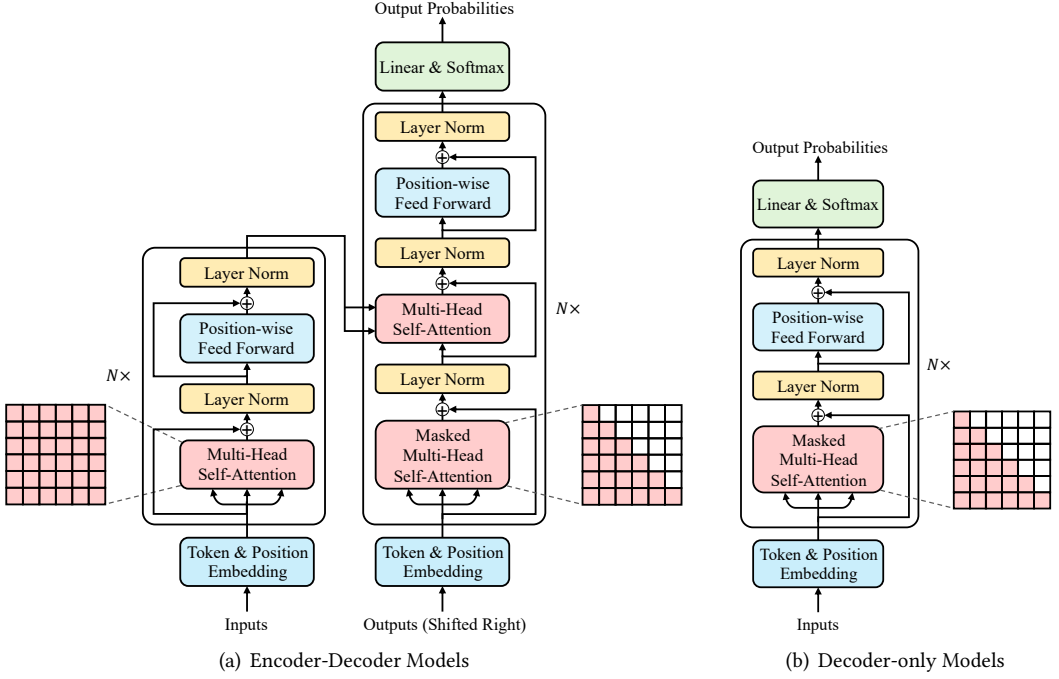 Output Probabilities
Linear & Softmax
Layer Norm
Position-wise
Feed Forward
Layer Norm
Multi-Head
Self-Attention
N×
Layer Norm
Masked
Multi-Head
Self-Attention
Token & Position
Embedding
Outputs (Shifted Right)
Layer Norm
Position-wise
Feed Forward
N×
Layer Norm
Multi-Head
Self-Attention
Token & Position
Embedding
Inputs
(a) Encoder-Decoder Models
Output Probabilities
Linear & Softmax
Layer Norm
Position-wise
Feed Forward
N×
Layer Norm
Masked
Multi-Head
Self-Attention
Token & Position
Embedding
Inputs
(b) Decoder-only Models